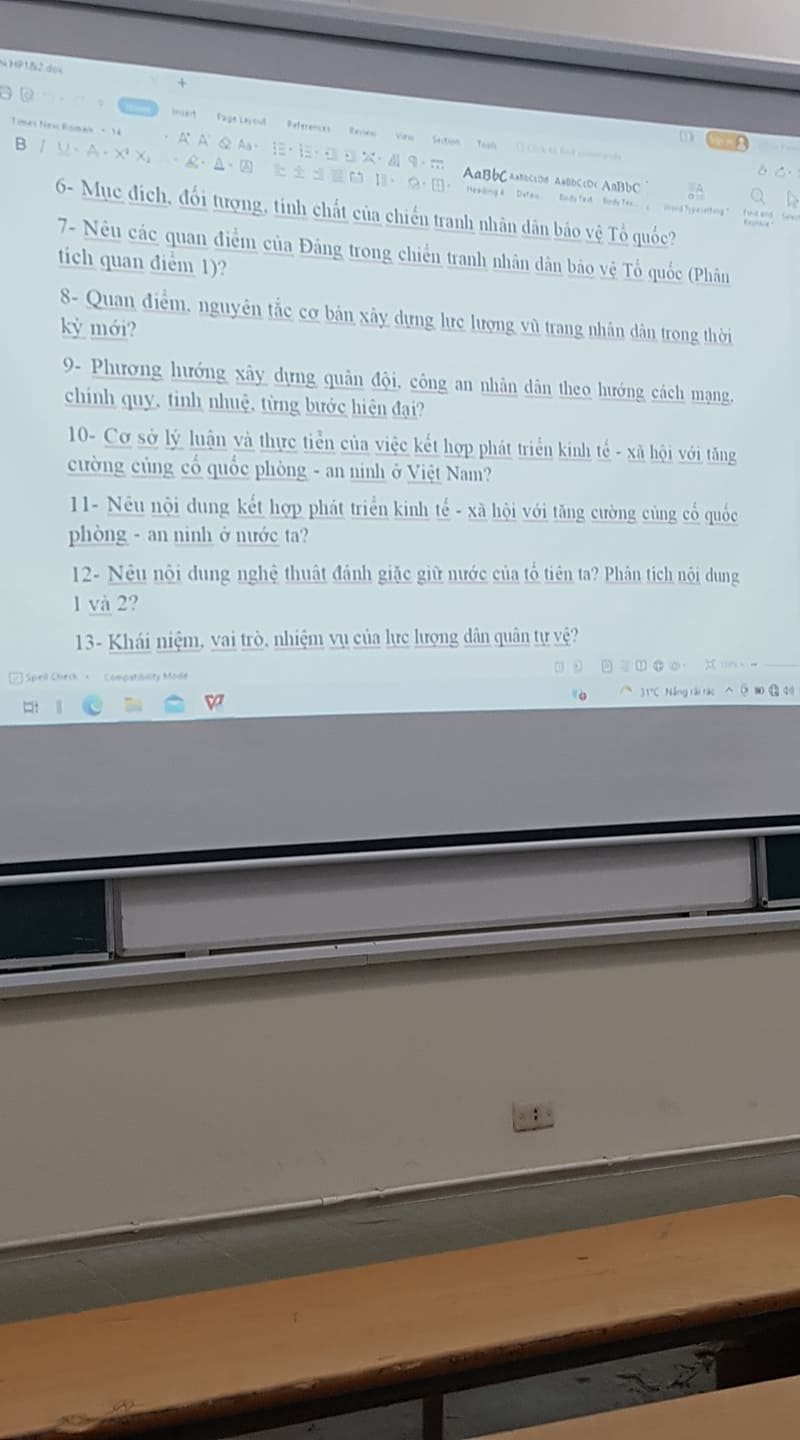 HP1&2.doc
+
Home Insert Page Layout References Review View Section Tools Click to find commands
Times New Roman 14
B I U A X² X₂
AaBbC AaBbCcDd AaBbCcDc AaBbC
Heading 4 Body Text Body Tex... Word Typesetting Find and Replace
6- Mục đích, đối tượng, tính chất của chiến tranh nhân dân bảo vệ Tổ quốc?
7- Nêu các quan điểm của Đảng trong chiến tranh nhân dân bảo vệ Tổ quốc (Phân
tích quan điểm 1)?
8- Quan điểm, nguyên tắc cơ bản xây dựng lực lượng vũ trang nhân dân trong thời
kỳ mới?
9- Phương hướng xây dựng quân đội, công an nhân dân theo hướng cách mạng,
chính quy, tinh nhuệ, từng bước hiện đại?
10- Cơ sở lý luận và thực tiễn của việc kết hợp phát triển kinh tế - xã hội với tăng
cường củng cố quốc phòng - an ninh ở Việt Nam?
11- Nêu nội dung kết hợp phát triển kinh tế - xã hội với tăng cường củng cố quốc
phòng - an ninh ở nước ta?
12- Nêu nội dung nghệ thuật đánh giặc giữ nước của tổ tiên ta? Phân tích nội dung
1 và 2?
13- Khái niệm, vai trò, nhiệm vụ của lực lượng dân quân tự vệ?
Spell Check Compatibility Mode
31°C Nắng rải rác